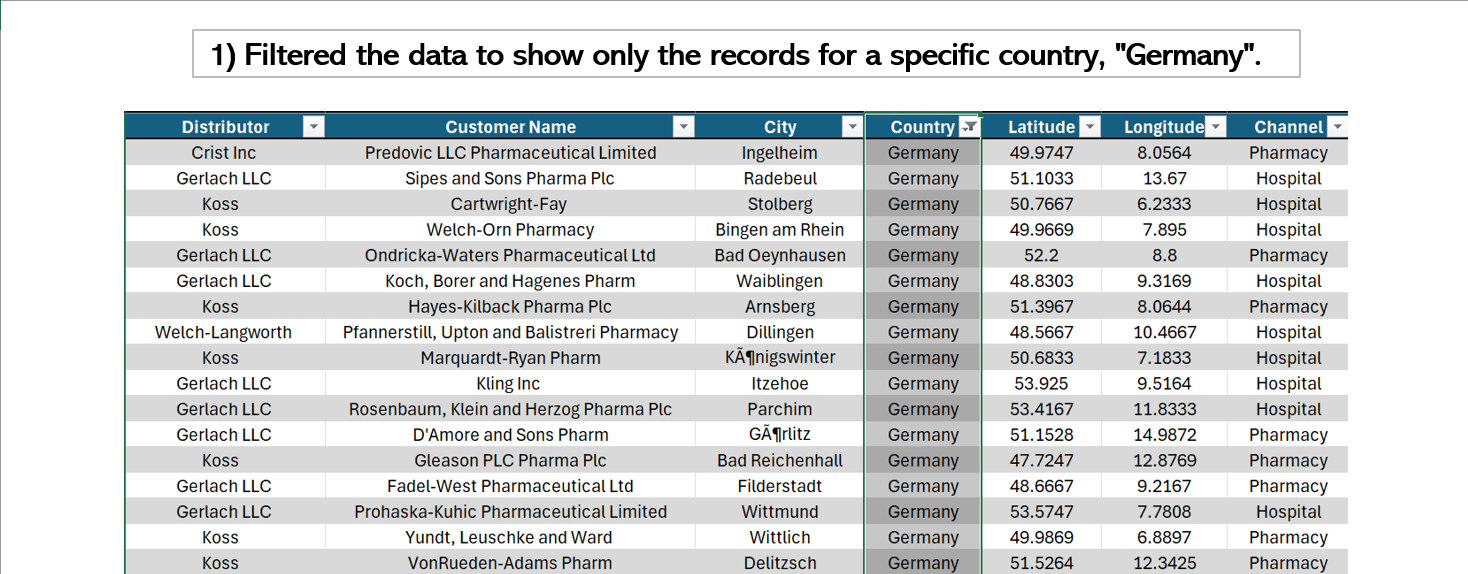 1) Filtered the data to show only the records for a specific country, "Germany".
Distributor Customer Name City Country Latitude Longitude Channel
Crist Inc Predovic LLC Pharmaceutical Limited Ingelheim Germany 49.9747 8.0564 Pharmacy
Gerlach LLC Sipes and Sons Pharma Plc Radebeul Germany 51.1033 13.67 Hospital
Koss Cartwright-Fay Stolberg Germany 50.7667 6.2333 Hospital
Koss Welch-Orn Pharmacy Bingen am Rhein Germany 49.9669 7.895 Hospital
Gerlach LLC Ondricka-Waters Pharmaceutical Ltd Bad Oeynhausen Germany 52.2 8.8 Pharmacy
Gerlach LLC Koch, Borer and Hagenes Pharm Waiblingen Germany 48.8303 9.3169 Hospital
Koss Hayes-Kilback Pharma Plc Arnsberg Germany 51.3967 8.0644 Pharmacy
Welch-Langworth Pfannerstill, Upton and Balistreri Pharmacy Dillingen Germany 48.5667 10.4667 Hospital
Koss Marquardt-Ryan Pharm KÃ¶nigswinter Germany 50.6833 7.1833 Hospital
Gerlach LLC Kling Inc Itzehoe Germany 53.925 9.5164 Hospital
Gerlach LLC Rosenbaum, Klein and Herzog Pharma Plc Parchim Germany 53.4167 11.8333 Hospital
Gerlach LLC D'Amore and Sons Pharm GÃ¶rlitz Germany 51.1528 14.9872 Pharmacy
Koss Gleason PLC Pharma Plc Bad Reichenhall Germany 47.7247 12.8769 Pharmacy
Gerlach LLC Fadel-West Pharmaceutical Ltd Filderstadt Germany 48.6667 9.2167 Pharmacy
Gerlach LLC Prohaska-Kuhic Pharmaceutical Limited Wittmund Germany 53.5747 7.7808 Hospital
Koss Yundt, Leuschke and Ward Wittlich Germany 49.9869 6.8897 Pharmacy
Koss VonRueden-Adams Pharm Delitzsch Germany 51.5264 12.3425 Pharmacy